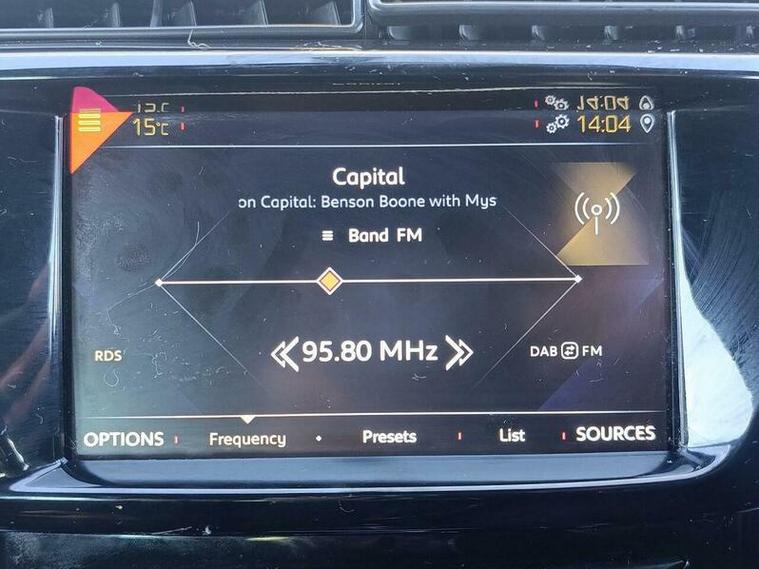 15°C 14:04
Capital
on Capital: Benson Boone with Mys
Band FM
95.80 MHz
RDS
DAB FM
OPTIONS Frequency Presets List SOURCES